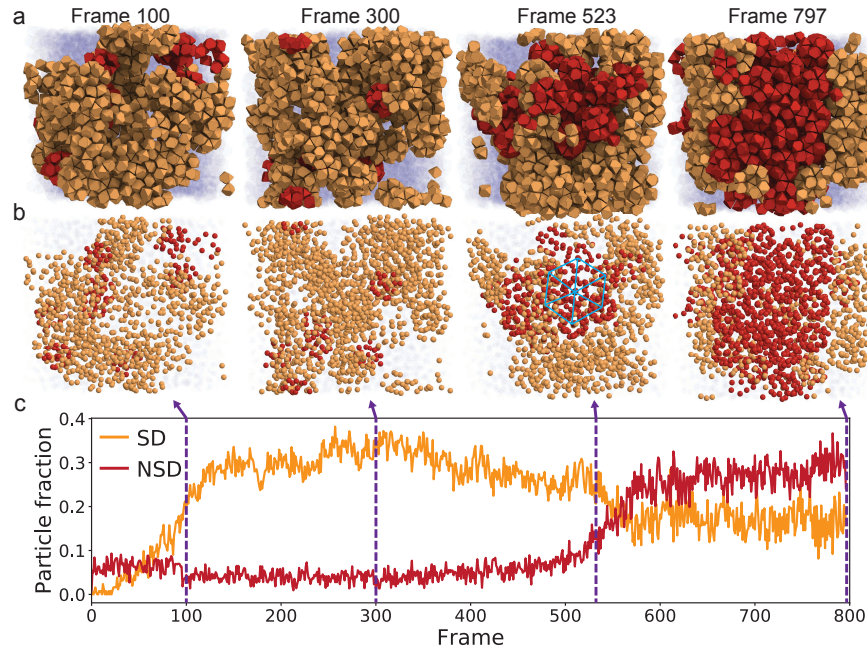 a
Frame 100
Frame 300
Frame 523
Frame 797
b
c
0.4
0.3
0.2
0.1
0.0
Particle fraction
SD
NSD
0
100
200
300
400
500
600
700
800
Frame